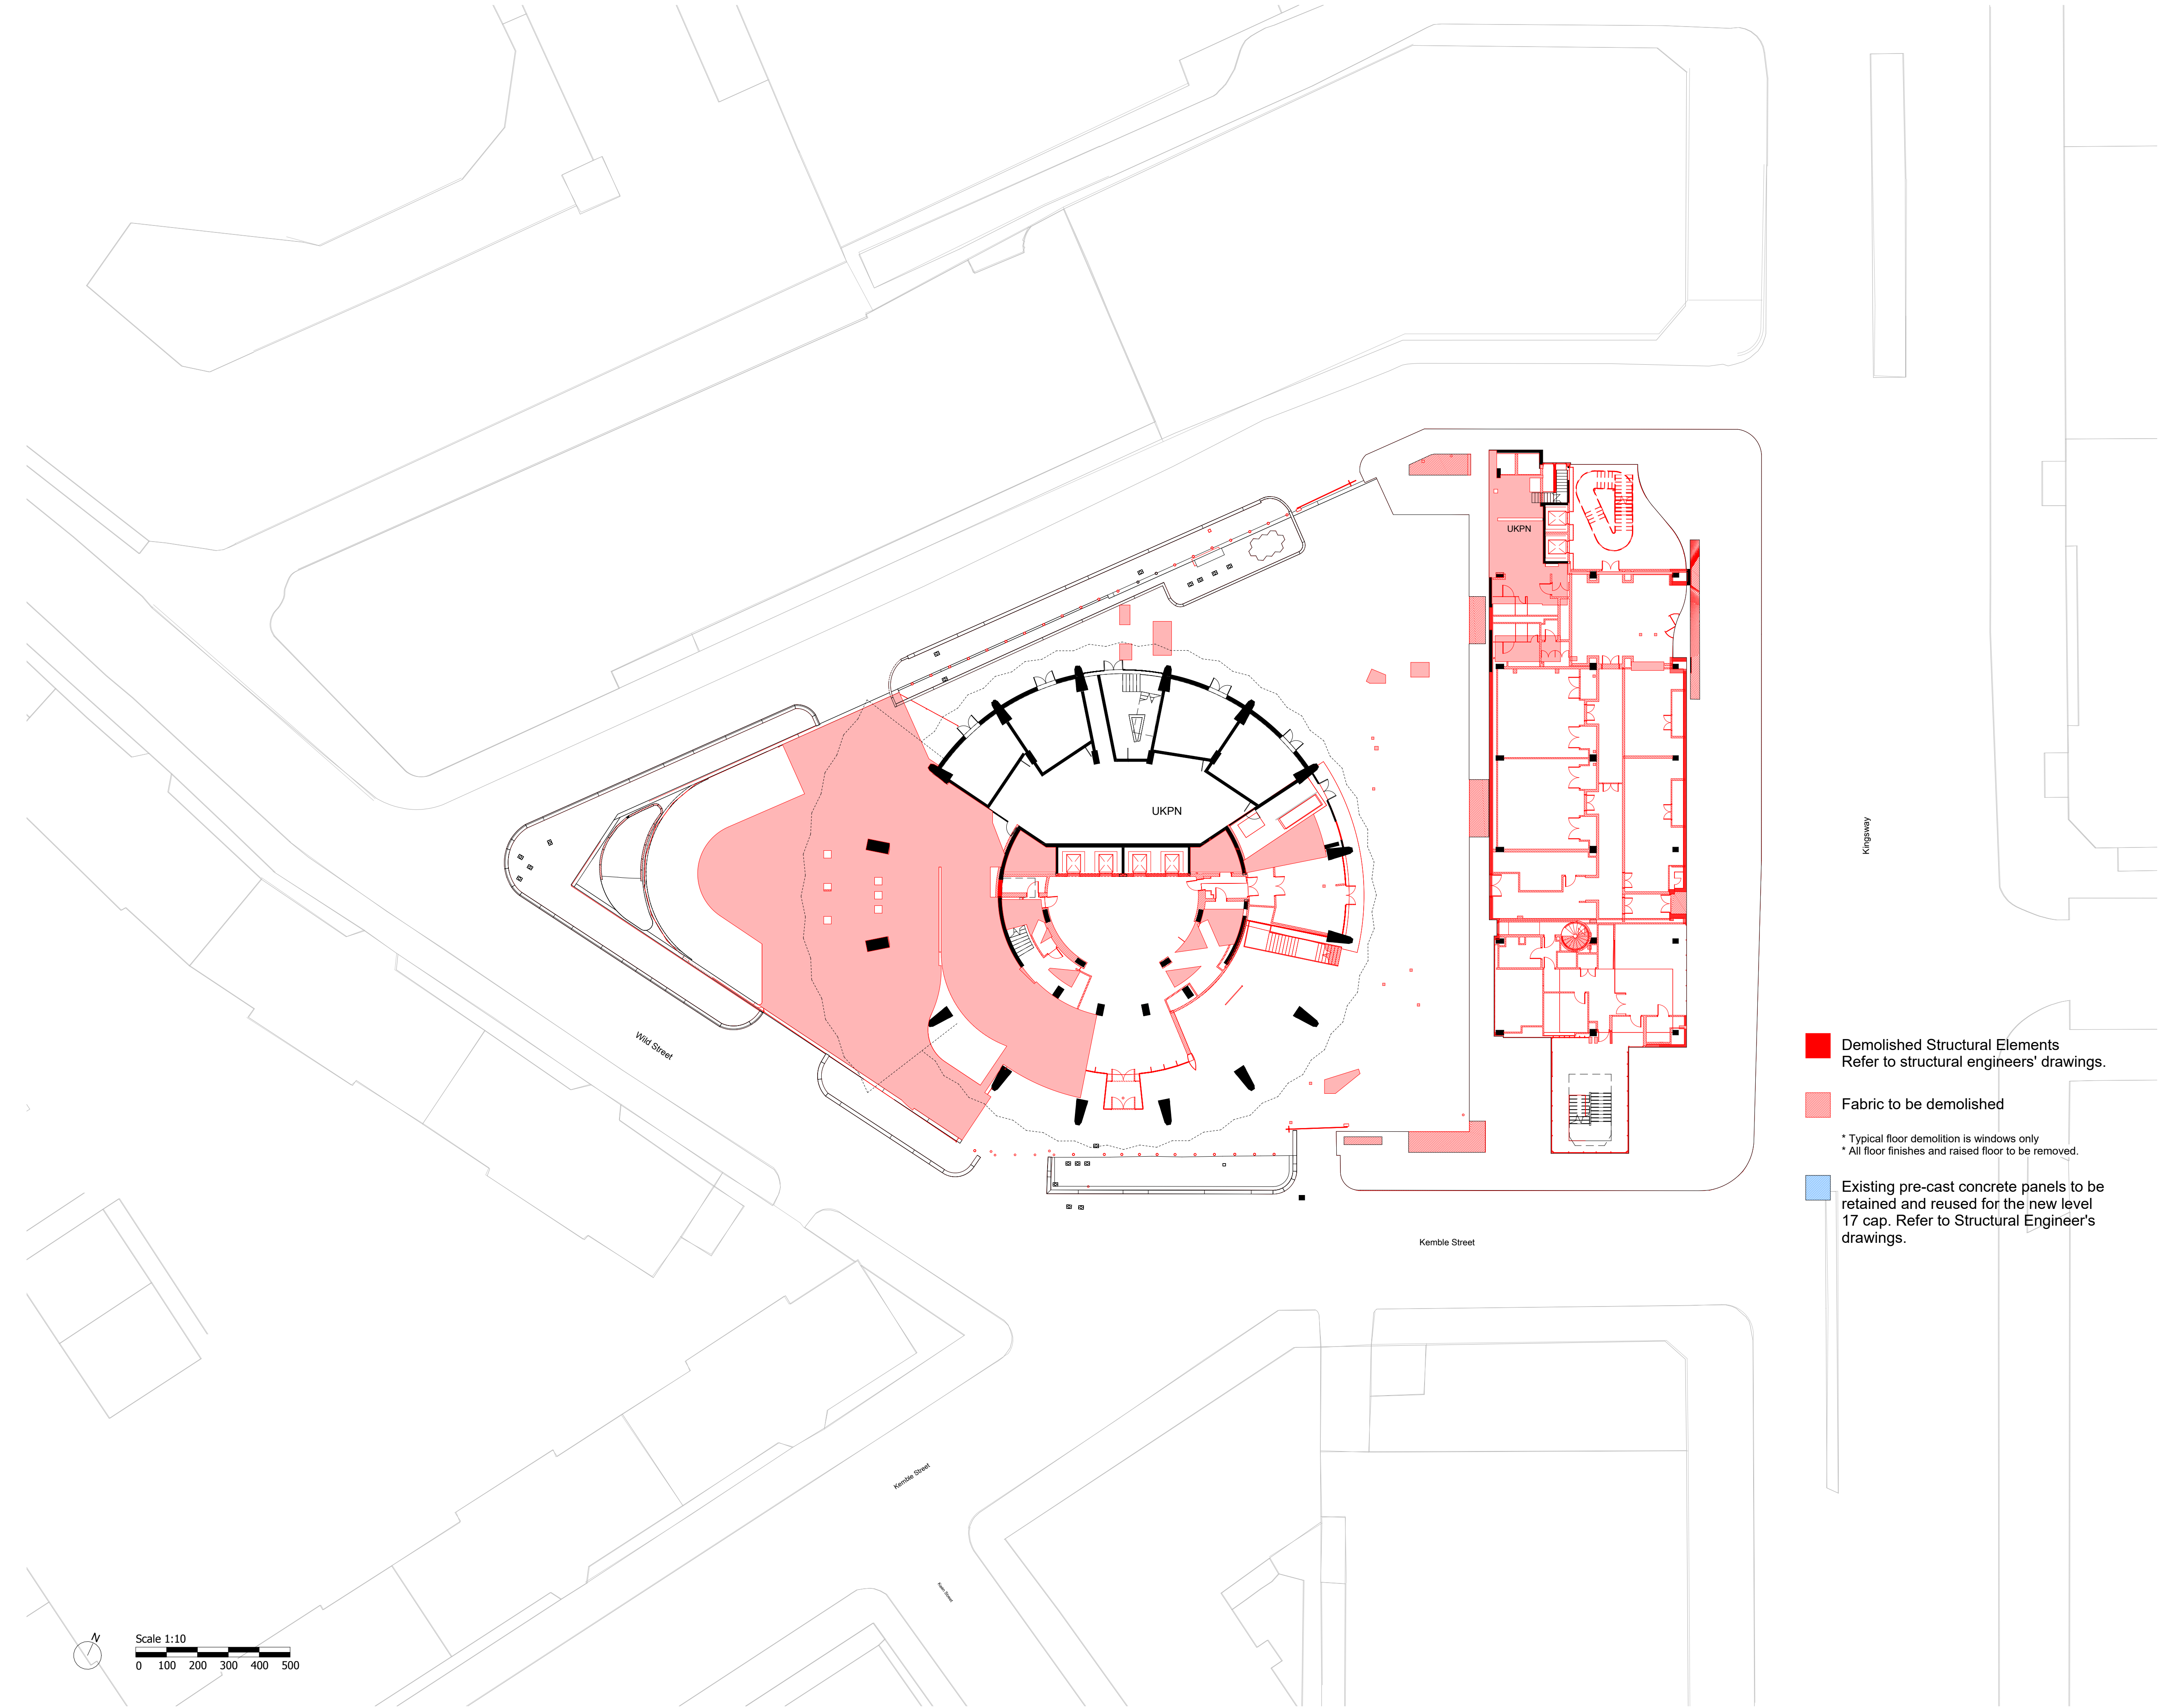 UKPN
UKPN
Kingsway
Wild Street
Demolished Structural Elements
Refer to structural engineers' drawings.
Fabric to be demolished
* Typical floor demolition is windows only
* All floor finishes and raised floor to be removed.
Existing pre-cast concrete panels to be
retained and reused for the new level
17 cap. Refer to Structural Engineer's
drawings.
Kemble Street
Kemble Street
Kean Street
N
Scale 1:10
0 100 200 300 400 500